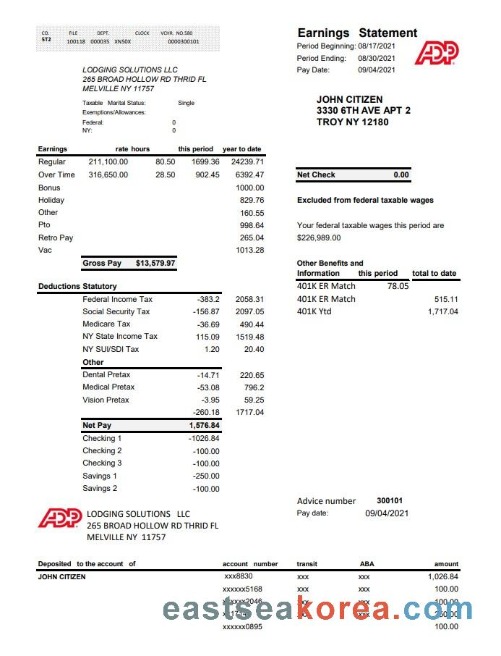 CO. FILE DEPT. CLOCK VCHR. NO.580
ST2 100118 000035 XN50X 0000300101
Earnings Statement
Period Beginning: 08/17/2021
Period Ending: 08/30/2021
Pay Date: 09/04/2021
ADP
LODGING SOLUTIONS LLC
265 BROAD HOLLOW RD THRID FL
MELVILLE NY 11757
Taxable Marital Status: Single
Exemptions/Allowances:
Federal: 0
NY: 0
JOHN CITIZEN
3330 6TH AVE APT 2
TROY NY 12180
Earnings rate hours this period year to date
Regular 211,100.00 80.50 1699.36 24239.71
Over Time 316,650.00 28.50 902.45 6392.47
Bonus 1000.00
Holiday 829.76
Other 160.55
Pto 998.64
Retro Pay 265.04
Vac 1013.28
Gross Pay $13,579.97
Net Check 0.00
Excluded from federal taxable wages
Your federal taxable wages this period are
$226,989.00
Other Benefits and
Information this period total to date
401K ER Match 78.05
401K ER Match 515.11
401K Ytd 1,717.04
Deductions Statutory
Federal Income Tax -383.2 2058.31
Social Security Tax -156.87 2097.05
Medicare Tax -36.69 490.44
NY State Income Tax 115.09 1519.48
NY SUI/SDI Tax 1.20 20.40
Other
Dental Pretax -14.71 220.65
Medical Pretax -53.08 796.2
Vision Pretax -3.95 59.25
-260.18 1717.04
Net Pay 1,576.84
Checking 1 -1026.84
Checking 2 -100.00
Checking 3 -100.00
Savings 1 -250.00
Savings 2 -100.00
ADP
LODGING SOLUTIONS LLC
265 BROAD HOLLOW RD THRID FL
MELVILLE NY 11757
Advice number 300101
Pay date: 09/04/2021
Deposited to the account of account number transit ABA amount
JOHN CITIZEN xxx8830 xxx xxx 1,026.84
xxxxxx5168 xxx xxx 100.00
xxx xxx 100.00
eastseakorea.com
xxxxxx0895 100.00